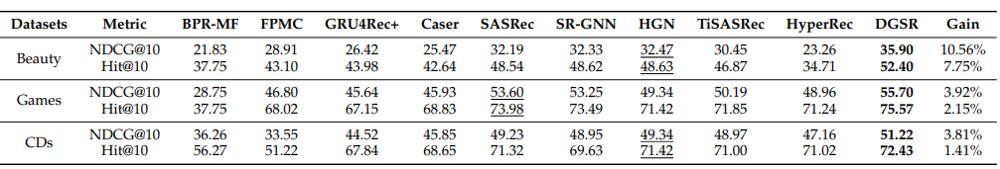 Datasets Metric BPR-MF FPMC GRU4Rec+ Caser SASRec SR-GNN HGN TiSASRec HyperRec DGSR Gain
Beauty NDCG@10 21.83 28.91 26.42 25.47 32.19 32.33 32.47 30.45 23.26 35.90 10.56%
Hit@10 37.75 43.10 43.98 42.64 48.54 48.62 48.63 46.87 34.71 52.40 7.75%
Games NDCG@10 28.75 46.80 45.64 45.93 53.60 53.25 49.34 50.19 48.96 55.70 3.92%
Hit@10 37.75 68.02 67.15 68.83 73.98 73.49 71.42 71.85 71.24 75.57 2.15%
CDs NDCG@10 36.26 33.55 44.52 45.85 49.23 48.95 49.34 48.97 47.16 51.22 3.81%
Hit@10 56.27 51.22 67.84 68.65 71.32 69.63 71.42 71.00 71.02 72.43 1.41%